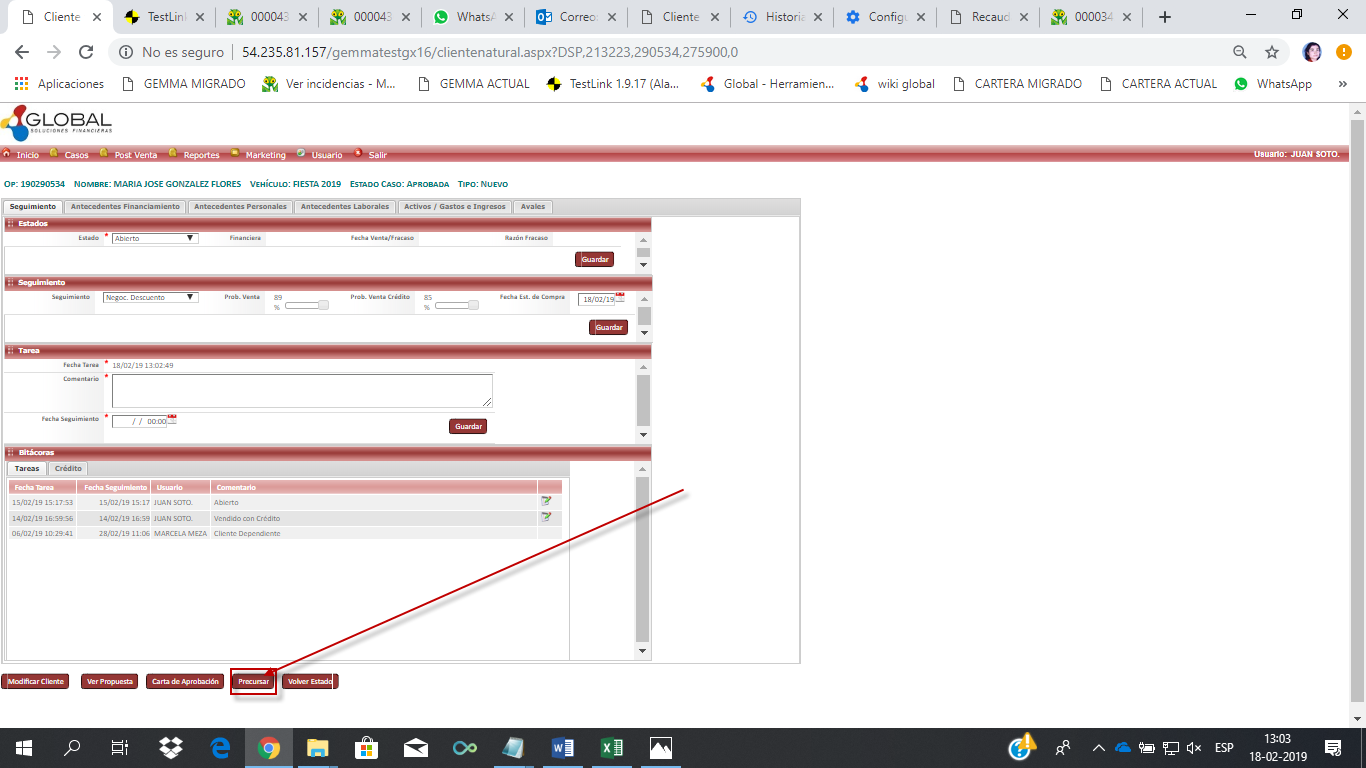 Cliente TestLink 000043 000043 WhatsA Correo Cliente Historia Configu Recaud 000034
No es seguro 54.235.81.157/gemmatestgx16/clientenatural.aspx?DSP,213223,290534,275900,0
Aplicaciones GEMMA MIGRADO Ver incidencias - M... GEMMA ACTUAL TestLink 1.9.17 (Ala... Global - Herramien... wiki global CARTERA MIGRADO CARTERA ACTUAL WhatsApp »
GLOBAL
SOLUCIONES FINANCIERAS
Inicio Casos Post Venta Reportes Marketing Usuario Salir Usuario: JUAN SOTO.
Op: 190290534 Nombre: MARIA JOSE GONZALEZ FLORES Vehículo: FIESTA 2019 Estado Caso: Aprobada Tipo: Nuevo
Seguimiento Antecedentes Financiamiento Antecedentes Personales Antecedentes Laborales Activos / Gastos e Ingresos Avales
Estados
Estado * Abierto Financiera Fecha Venta/Fracaso Razón Fracaso
Guardar
Seguimiento
Seguimiento Negoc. Descuento Prob. Venta 89 % Prob. Venta Crédito 85 % Fecha Est. de Compra 18/02/19
Guardar
Tarea
Fecha Tarea * 18/02/19 13:02:49
Comentario *
Fecha Seguimiento * / / 00:00
Guardar
Bitácoras
Tareas Crédito
Fecha Tarea Fecha Seguimiento Usuario Comentario
15/02/19 15:17:53 15/02/19 15:17 JUAN SOTO. Abierto
14/02/19 16:59:56 14/02/19 16:59 JUAN SOTO. Vendido con Crédito
06/02/19 10:29:41 28/02/19 11:06 MARCELA MEZA Cliente Dependiente
Modificar Cliente Ver Propuesta Carta de Aprobación Precursar Volver Estado
ESP 13:03
18-02-2019